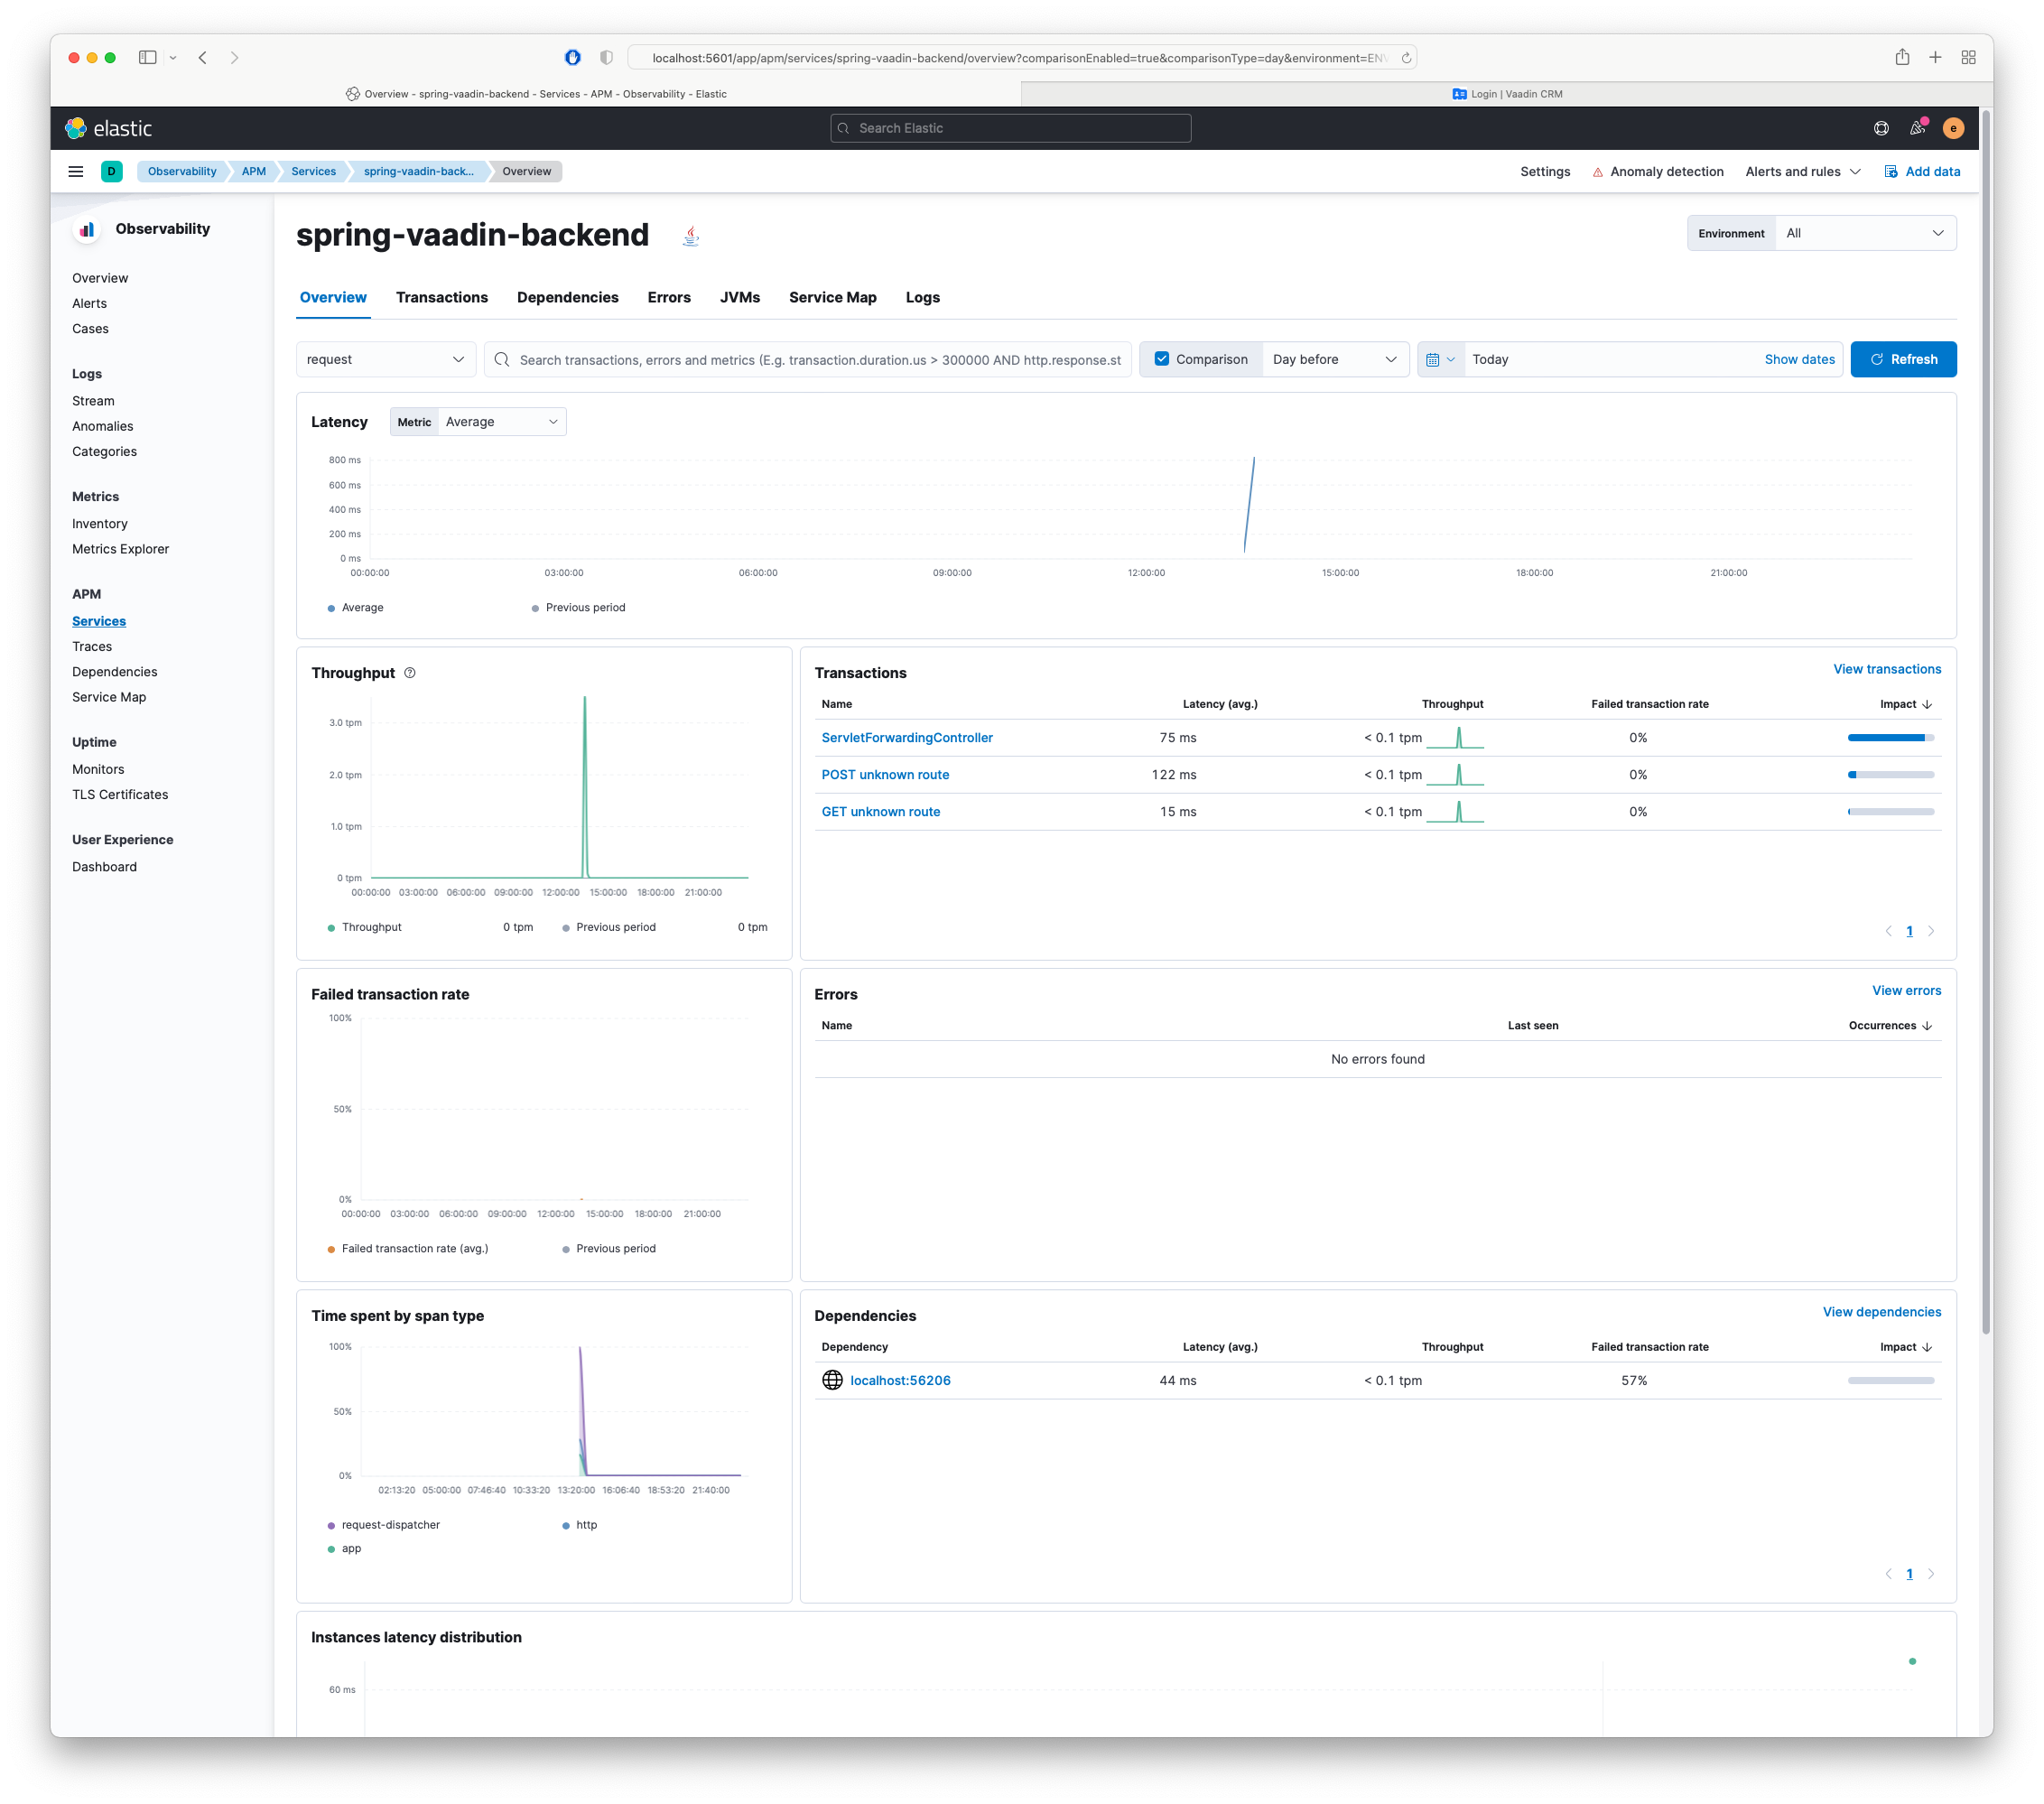 localhost:5601/app/apm/services/spring-vaadin-backend/overview?comparisonEnabled=true&comparisonType=day&environment=EN
Overview - spring-vaadin-backend - Services - APM - Observability - Elastic
Login | Vaadin CRM
elastic
Search Elastic
e
D
Observability
APM
Services
spring-vaadin-back...
Overview
Settings
Anomaly detection
Alerts and rules
Add data
Observability
Overview
Alerts
Cases
Logs
Stream
Anomalies
Categories
Metrics
Inventory
Metrics Explorer
APM
Services
Traces
Dependencies
Service Map
Uptime
Monitors
TLS Certificates
User Experience
Dashboard
spring-vaadin-backend
Environment All
Overview Transactions Dependencies Errors JVMs Service Map Logs
request
Search transactions, errors and metrics (E.g. transaction.duration.us > 300000 AND http.response.st
Comparison
Day before
Today
Show dates
Refresh
Latency
Metric Average
800 ms
600 ms
400 ms
200 ms
0 ms
00:00:00 03:00:00 06:00:00 09:00:00 12:00:00 15:00:00 18:00:00 21:00:00
Average Previous period
Throughput
3.0 tpm
2.0 tpm
1.0 tpm
0 tpm
00:00:00 03:00:00 06:00:00 09:00:00 12:00:00 15:00:00 18:00:00 21:00:00
Throughput 0 tpm Previous period 0 tpm
Transactions
View transactions
Name Latency (avg.) Throughput Failed transaction rate Impact
ServletForwardingController 75 ms < 0.1 tpm 0%
POST unknown route 122 ms < 0.1 tpm 0%
GET unknown route 15 ms < 0.1 tpm 0%
1
Failed transaction rate
100%
50%
0%
00:00:00 03:00:00 06:00:00 09:00:00 12:00:00 15:00:00 18:00:00 21:00:00
Failed transaction rate (avg.) Previous period
Errors
View errors
Name Last seen Occurrences
No errors found
Time spent by span type
100%
50%
0%
02:13:20 05:00:00 07:46:40 10:33:20 13:20:00 16:06:40 18:53:20 21:40:00
request-dispatcher http
app
Dependencies
View dependencies
Dependency Latency (avg.) Throughput Failed transaction rate Impact
localhost:56206 44 ms < 0.1 tpm 57%
1
Instances latency distribution
60 ms